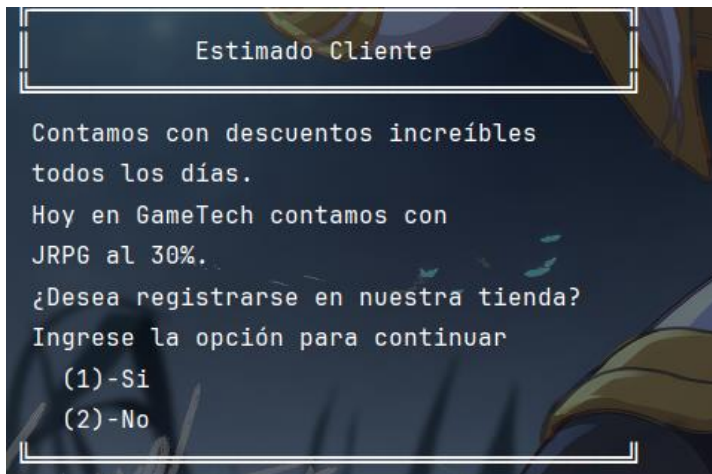 Estimado Cliente
Contamos con descuentos increíbles
todos los días.
Hoy en GameTech contamos con
JRPG al 30%.
¿Desea registrarse en nuestra tienda?
Ingrese la opción para continuar
(1)-Si
(2)-No